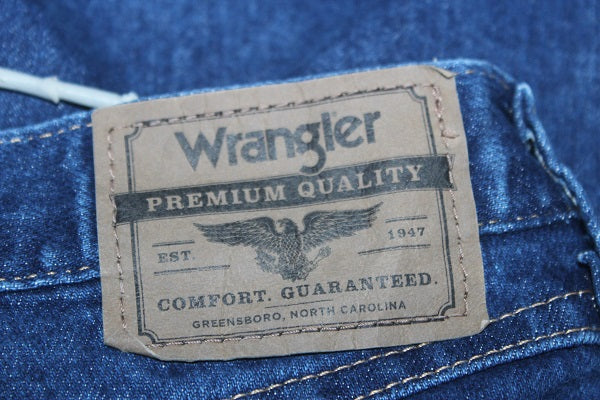 Wrangler
PREMIUM QUALITY
EST. 1947
COMFORT. GUARANTEED.
GREENSBORO, NORTH CAROLINA